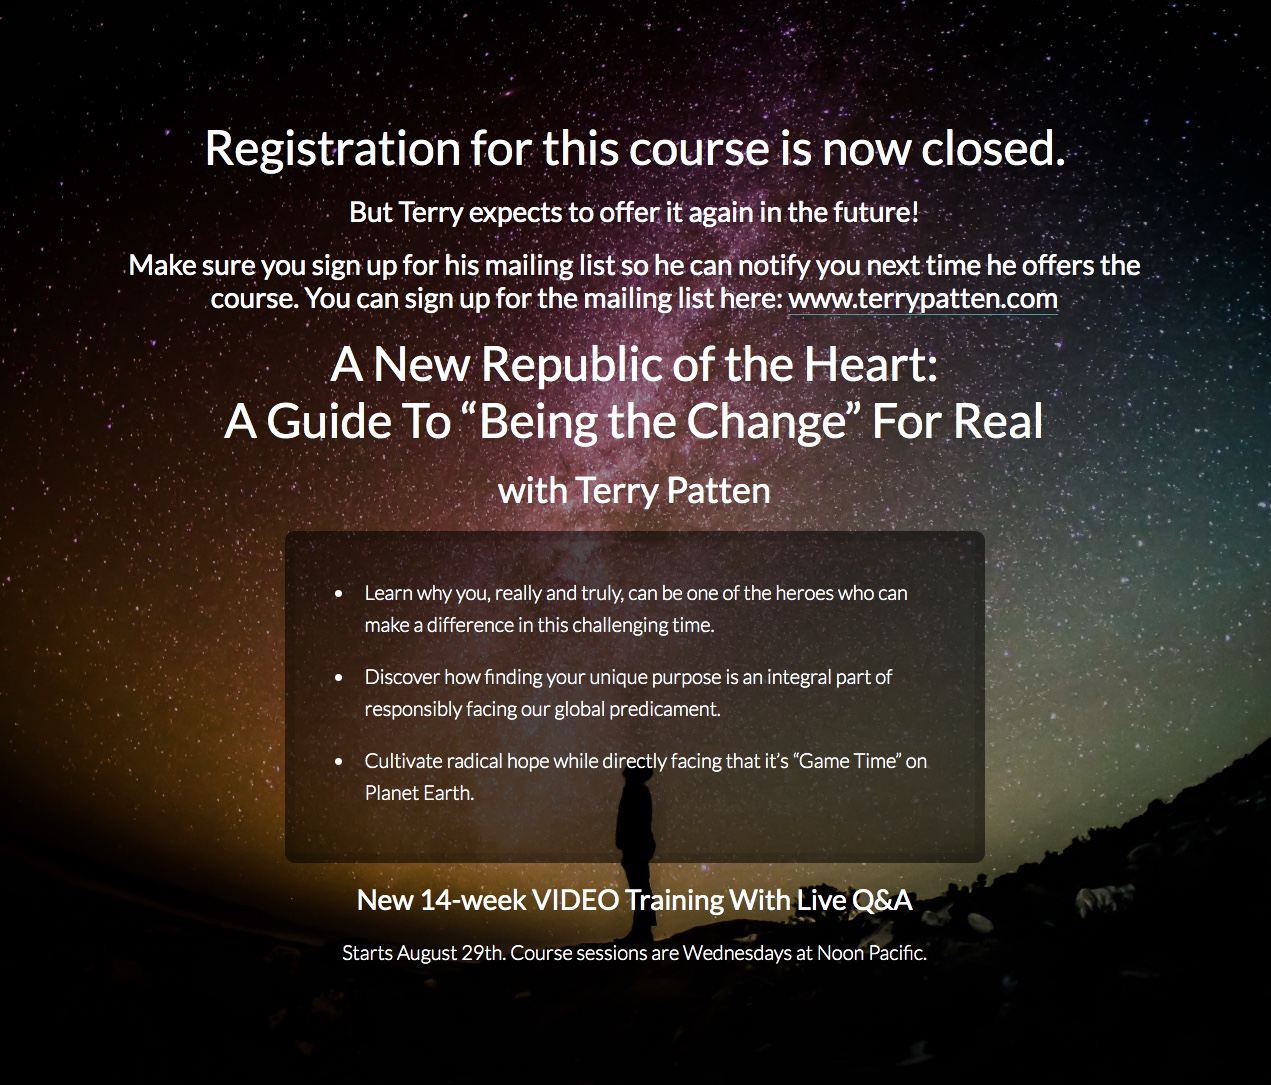 Registration for this course is now closed.
But Terry expects to offer it again in the future!
Make sure you sign up for his mailing list so he can notify you next time he offers the
course. You can sign up for the mailing list here: www.terrypatten.com
A New Republic of the Heart:
A Guide To “Being the Change” For Real
with Terry Patten
• Learn why you, really and truly, can be one of the heroes who can
make a difference in this challenging time.
• Discover how finding your unique purpose is an integral part of
responsibly facing our global predicament.
• Cultivate radical hope while directly facing that it’s “Game Time” on
Planet Earth.
New 14-week VIDEO Training With Live Q&A
Starts August 29th. Course sessions are Wednesdays at Noon Pacific.